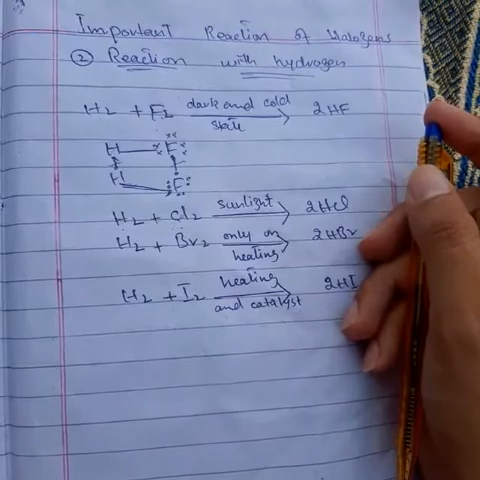 Important Reaction of Halogens
② Reaction with hydrogen
H₂ + F₂ dark and cold state → 2HF
H — F
H F
H₂ + Cl₂ sunlight → 2HCl
H₂ + Br₂ only on heating → 2HBr
H₂ + I₂ heating and catalyst → 2HI